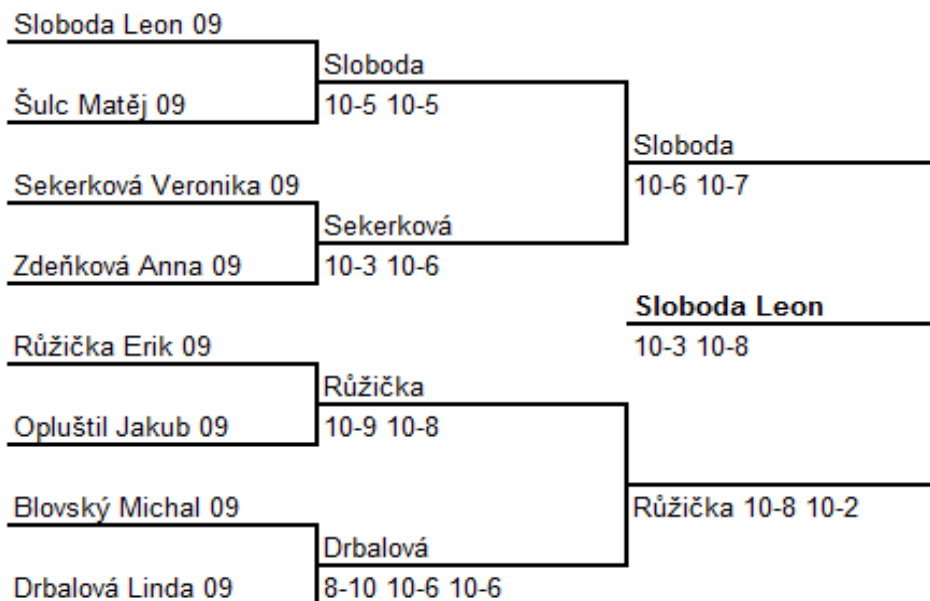 Sloboda Leon 09
Sloboda
Šulc Matěj 09
10-5 10-5
Sloboda
Sekerková Veronika 09
10-6 10-7
Sekerková
Zdeňková Anna 09
10-3 10-6
Sloboda Leon
Růžička Erik 09
10-3 10-8
Růžička
Opluštil Jakub 09
10-9 10-8
Blovský Michal 09
Růžička 10-8 10-2
Drbalová
Drbalová Linda 09
8-10 10-6 10-6